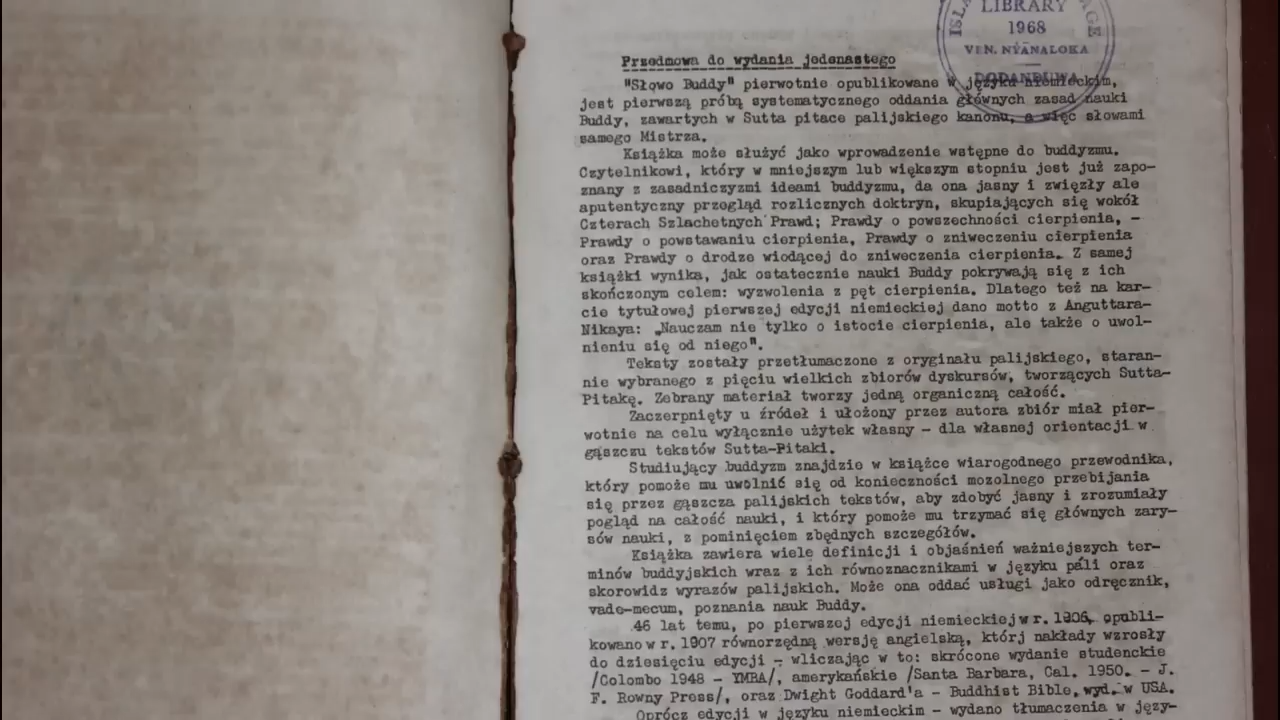 LIBRARY
1968
VEN. NYANALOKA
DODANDUWA
Przedmowa do wydania jedenastego
"Słowo Buddy" pierwotnie opublikowane w języku niemieckim,
jest pierwszą próbą systematycznego oddania głównych zasad nauki
Buddy, zawartych w Sutta pitace palijskiego kanonu, a więc słowami
samego Mistrza.
Książka może służyć jako wprowadzenie wstępne do buddyzmu.
Czytelnikowi, który w mniejszym lub większym stopniu jest już zapo-
znany z zasadniczyzmi ideami buddyzmu, da ona jasny i zwięzły ale
aputentyczny przegląd rozlicznych doktryn, skupiających się wokół
Czterach Szlachetnych Prawd; Prawdy o powszechności cierpienia, -
Prawdy o powstawaniu cierpienia, Prawdy o zniweczeniu cierpienia
oraz Prawdy o drodze wiodącej do zniweczenia cierpienia. Z samej
książki wynika, jak ostatecznie nauki Buddy pokrywają się z ich
skończonym celem: wyzwolenia z pęt cierpienia. Dlatego też na kar-
cie tytułowej pierwszej edycji niemieckiej dano motto z Anguttara-
Nikaya: „Nauczam nie tylko o istocie cierpienia, ale także o uwol-
nieniu się od niego".
Teksty zostały przetłumaczone z oryginału palijskiego, staran-
nie wybranego z pięciu wielkich zbiorów dyskursów, tworzących Sutta-
Pitakę. Zebrany materiał tworzy jedną organiczną całość.
Zaczerpnięty u źródeł i ułożony przez autora zbiór miał pier-
wotnie na celu wyłącznie użytek własny - dla własnej orientacji w
gąszczu tekstów Sutta-Pitaki.
Studiujący buddyzm znajdzie w książce wiarogodnego przewodnika,
który pomoże mu uwolnić się od konieczności mozolnego przebijania
się przez gąszcza palijskich tekstów, aby zdobyć jasny i zrozumiały
pogląd na całość nauki, i który pomoże mu trzymać się głównych zary-
sów nauki, z pominięciem zbędnych szczegółów.
Książka zawiera wiele definicji i objaśnień ważniejszych ter-
minów buddyjskich wraz z ich równoznacznikami w języku páli oraz
skorowidz wyrazów palijskich. Może ona oddać usługi jako odręcznik,
vade-mecum, poznania nauk Buddy.
46 lat temu, po pierwszej edycji niemieckiej w r. 1906, opubli-
kowano w r. 1907 równorzędną wersję angielską, którj nakłady wzrosły
do dziesięciu edycji - wliczając w to: skrócone wydanie studenckie
/Colombo 1948 - YMBA/, amerykańskie /Santa Barbara, Cal. 1950. - J.
F. Rowny Press/, oraz Dwight Goddard'a - Buddhist Bible, wyd. w USA.
Oprócz edycji w języku niemieckim - wydano tłumaczenia w języ-